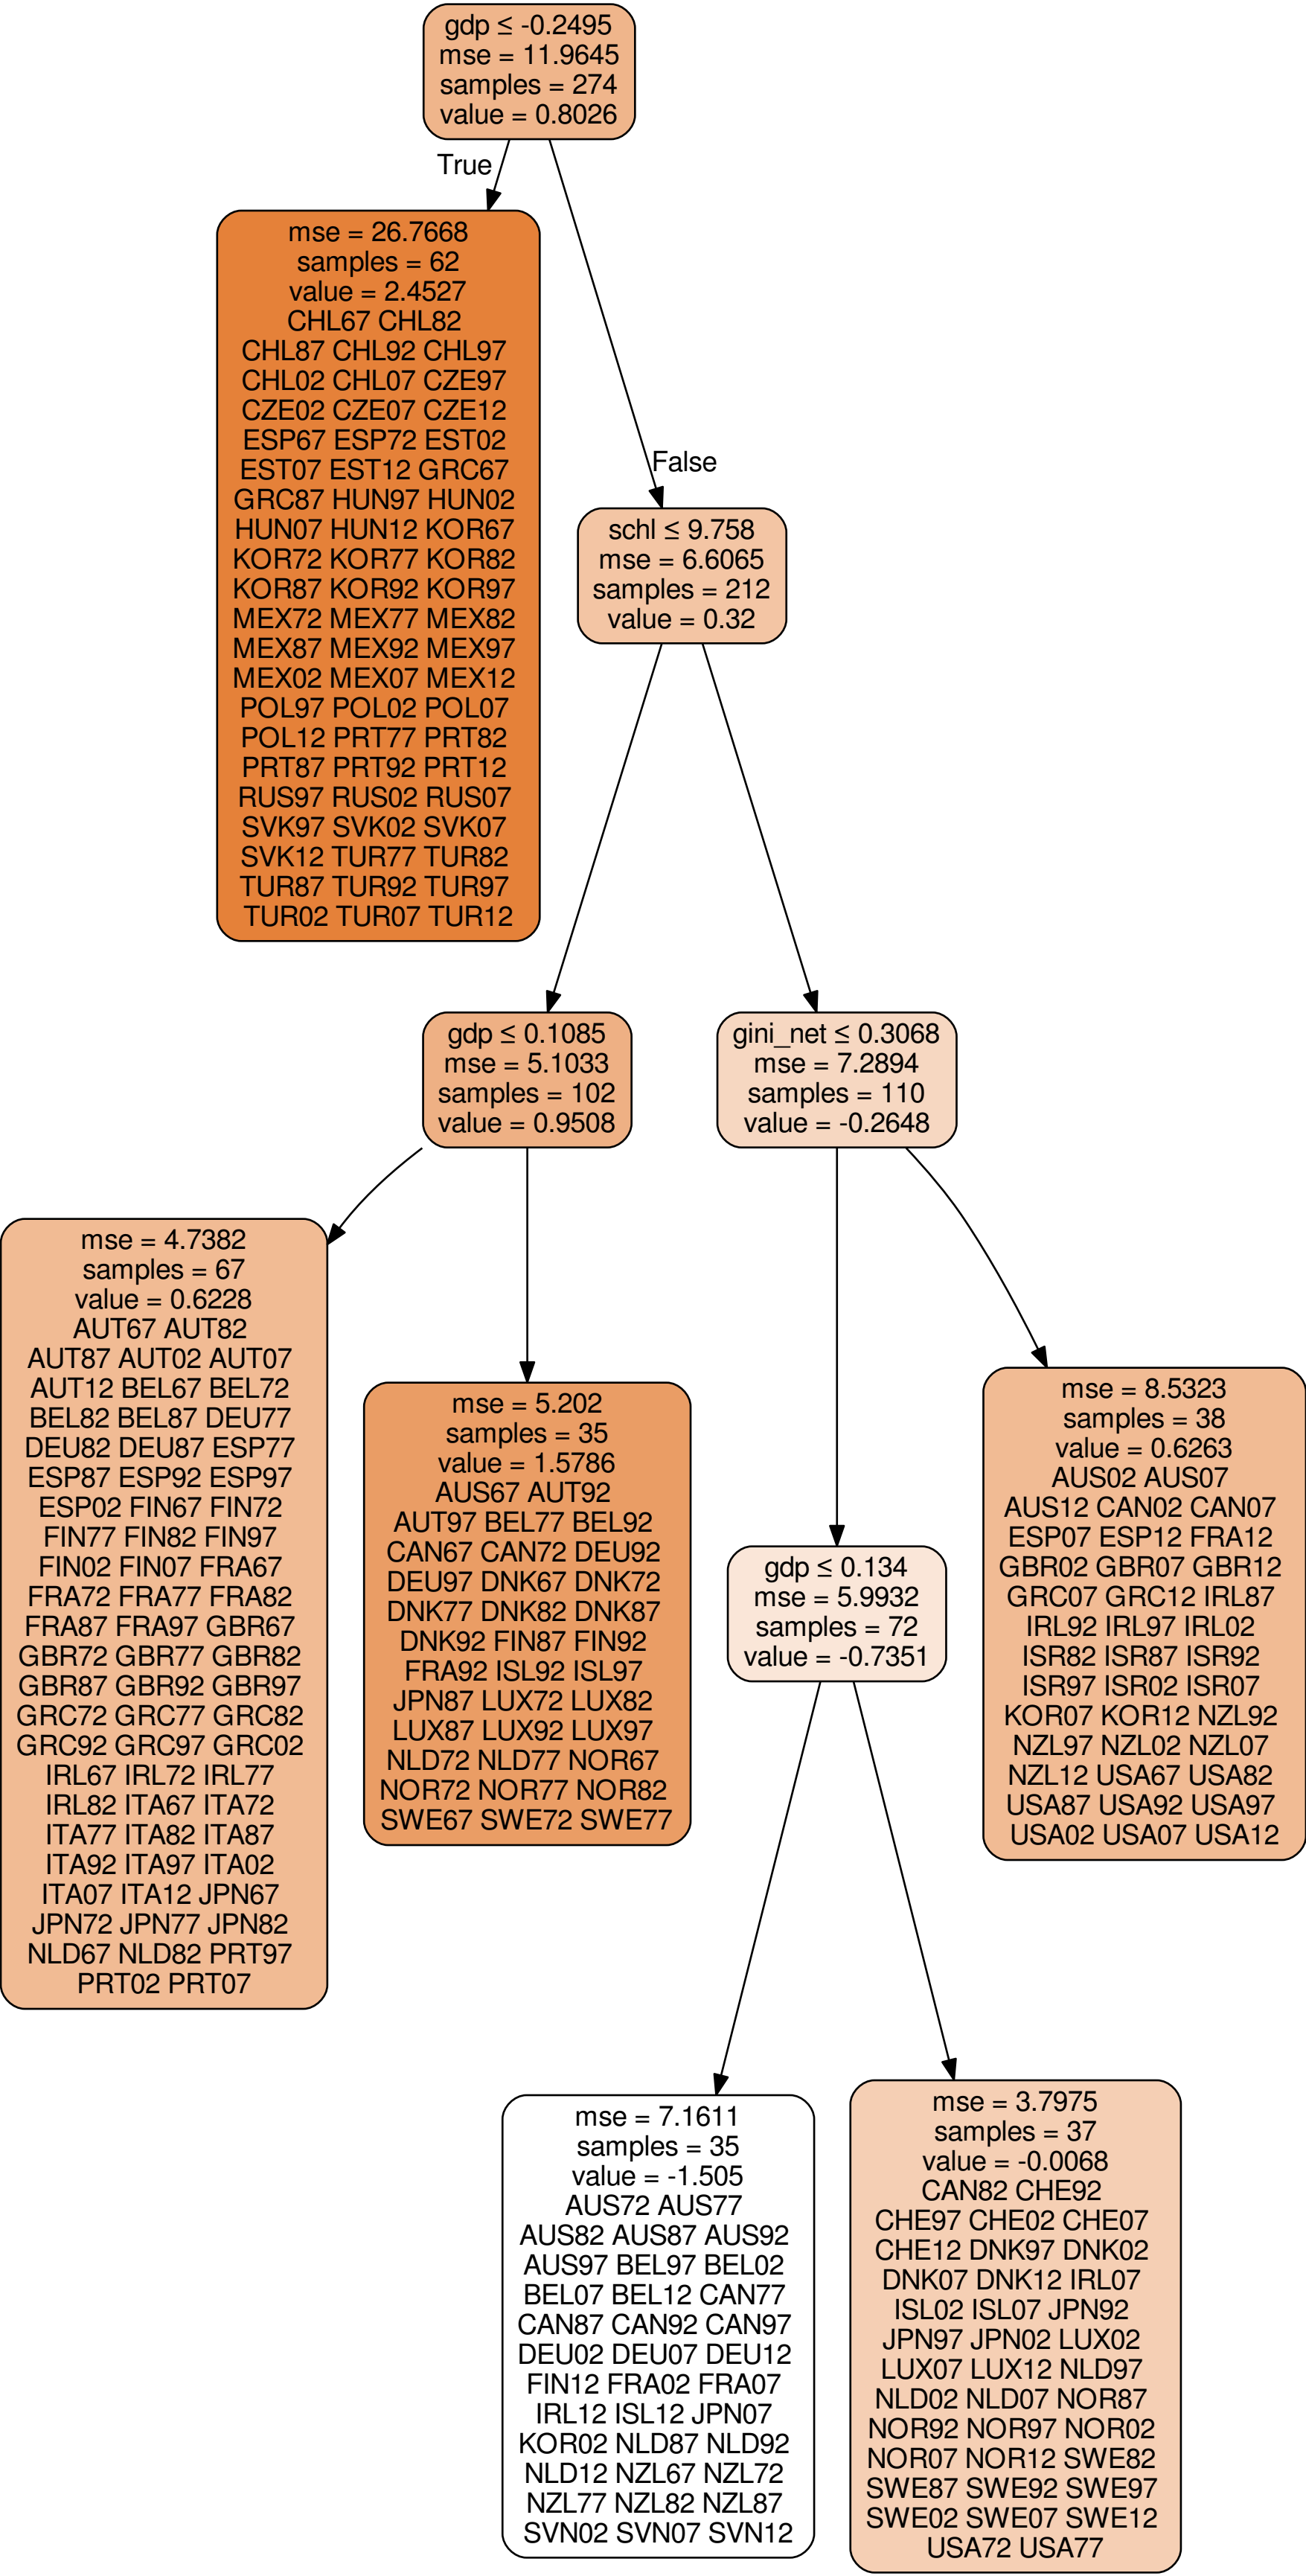 gdp ≤ -0.2495
mse = 11.9645
samples = 274
value = 0.8026
True
mse = 26.7668
samples = 62
value = 2.4527
CHL67 CHL82
CHL87 CHL92 CHL97
CHL02 CHL07 CZE97
CZE02 CZE07 CZE12
ESP67 ESP72 EST02
EST07 EST12 GRC67
GRC87 HUN97 HUN02
HUN07 HUN12 KOR67
KOR72 KOR77 KOR82
KOR87 KOR92 KOR97
MEX72 MEX77 MEX82
MEX87 MEX92 MEX97
MEX02 MEX07 MEX12
POL97 POL02 POL07
POL12 PRT77 PRT82
PRT87 PRT92 PRT12
RUS97 RUS02 RUS07
SVK97 SVK02 SVK07
SVK12 TUR77 TUR82
TUR87 TUR92 TUR97
TUR02 TUR07 TUR12
False
schl ≤ 9.758
mse = 6.6065
samples = 212
value = 0.32
gdp ≤ 0.1085
mse = 5.1033
samples = 102
value = 0.9508
gini_net ≤ 0.3068
mse = 7.2894
samples = 110
value = -0.2648
mse = 4.7382
samples = 67
value = 0.6228
AUT67 AUT82
AUT87 AUT02 AUT07
AUT12 BEL67 BEL72
BEL82 BEL87 DEU77
DEU82 DEU87 ESP77
ESP87 ESP92 ESP97
ESP02 FIN67 FIN72
FIN77 FIN82 FIN97
FIN02 FIN07 FRA67
FRA72 FRA77 FRA82
FRA87 FRA97 GBR67
GBR72 GBR77 GBR82
GBR87 GBR92 GBR97
GRC72 GRC77 GRC82
GRC92 GRC97 GRC02
IRL67 IRL72 IRL77
IRL82 ITA67 ITA72
ITA77 ITA82 ITA87
ITA92 ITA97 ITA02
ITA07 ITA12 JPN67
JPN72 JPN77 JPN82
NLD67 NLD82 PRT97
PRT02 PRT07
mse = 5.202
samples = 35
value = 1.5786
AUS67 AUT92
AUT97 BEL77 BEL92
CAN67 CAN72 DEU92
DEU97 DNK67 DNK72
DNK77 DNK82 DNK87
DNK92 FIN87 FIN92
FRA92 ISL92 ISL97
JPN87 LUX72 LUX82
LUX87 LUX92 LUX97
NLD72 NLD77 NOR67
NOR72 NOR77 NOR82
SWE67 SWE72 SWE77
gdp ≤ 0.134
mse = 5.9932
samples = 72
value = -0.7351
mse = 8.5323
samples = 38
value = 0.6263
AUS02 AUS07
AUS12 CAN02 CAN07
ESP07 ESP12 FRA12
GBR02 GBR07 GBR12
GRC07 GRC12 IRL87
IRL92 IRL97 IRL02
ISR82 ISR87 ISR92
ISR97 ISR02 ISR07
KOR07 KOR12 NZL92
NZL97 NZL02 NZL07
NZL12 USA67 USA82
USA87 USA92 USA97
USA02 USA07 USA12
mse = 7.1611
samples = 35
value = -1.505
AUS72 AUS77
AUS82 AUS87 AUS92
AUS97 BEL97 BEL02
BEL07 BEL12 CAN77
CAN87 CAN92 CAN97
DEU02 DEU07 DEU12
FIN12 FRA02 FRA07
IRL12 ISL12 JPN07
KOR02 NLD87 NLD92
NLD12 NZL67 NZL72
NZL77 NZL82 NZL87
SVN02 SVN07 SVN12
mse = 3.7975
samples = 37
value = -0.0068
CAN82 CHE92
CHE97 CHE02 CHE07
CHE12 DNK97 DNK02
DNK07 DNK12 IRL07
ISL02 ISL07 JPN92
JPN97 JPN02 LUX02
LUX07 LUX12 NLD97
NLD02 NLD07 NOR87
NOR92 NOR97 NOR02
NOR07 NOR12 SWE82
SWE87 SWE92 SWE97
SWE02 SWE07 SWE12
USA72 USA77